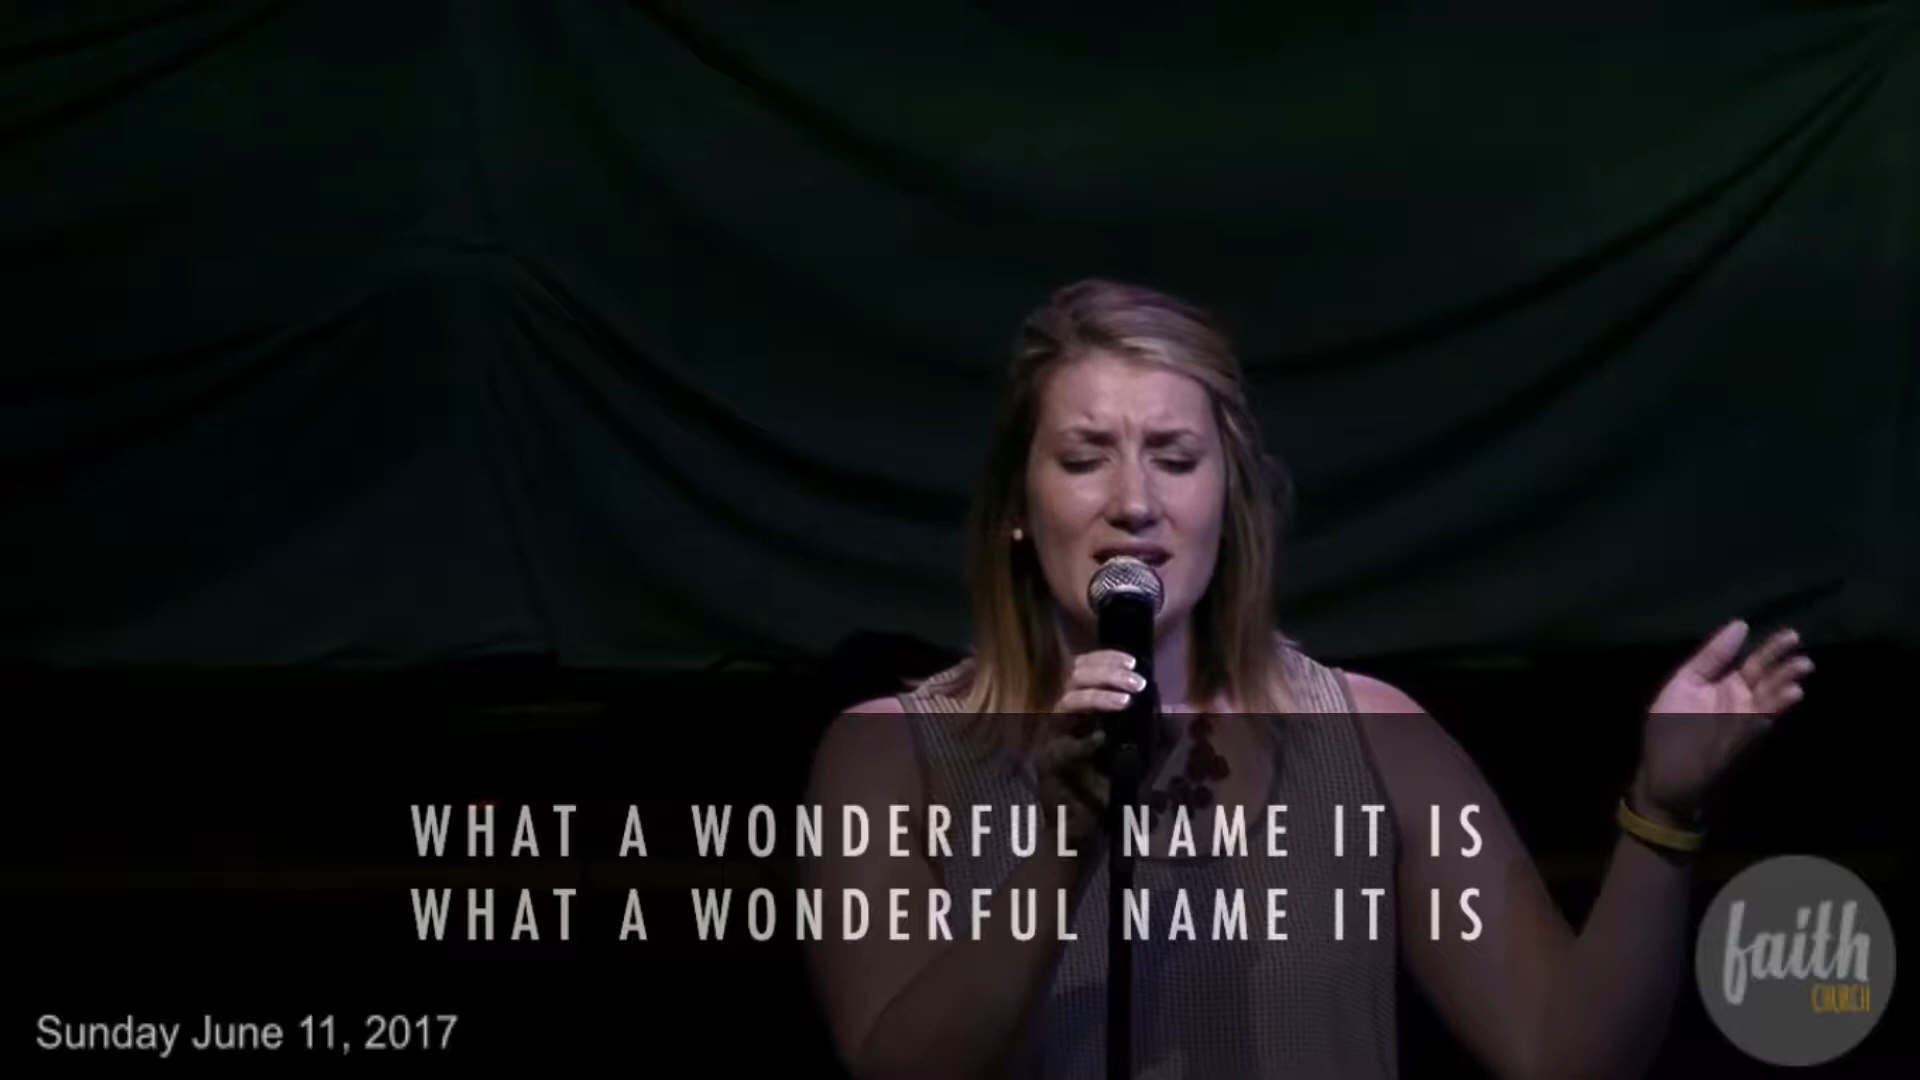 WHAT A WONDERFUL NAME IT IS
WHAT A WONDERFUL NAME IT IS
Sunday June 11, 2017
faith
CHURCH